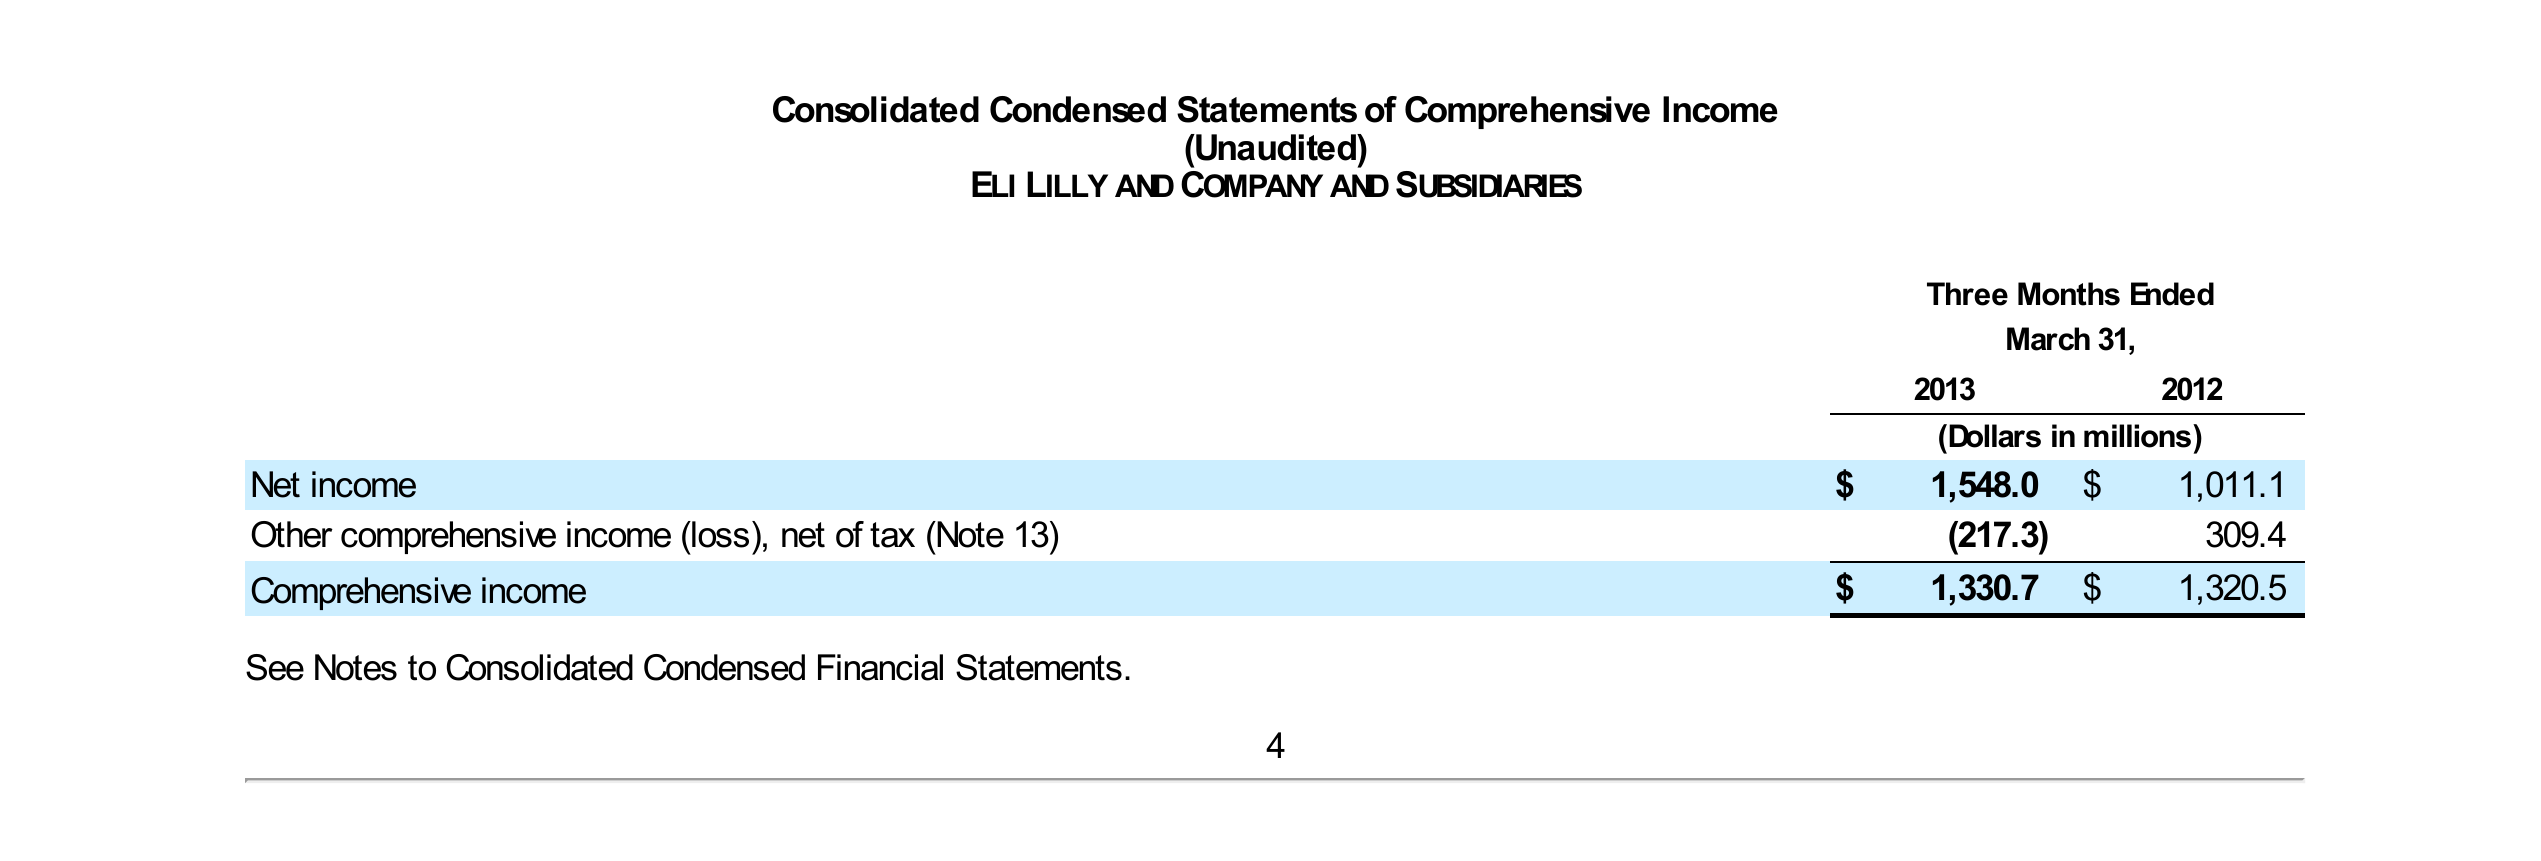 Consolidated Condensed Statements of Comprehensive Income
(Unaudited)
ELI LILLY AND COMPANY AND SUBSIDIARIES
Three Months Ended
March 31,
2013 2012
(Dollars in millions)
Net income $ 1,548.0 $ 1,011.1
Other comprehensive income (loss), net of tax (Note 13) (217.3) 309.4
Comprehensive income $ 1,330.7 $ 1,320.5
See Notes to Consolidated Condensed Financial Statements.
4